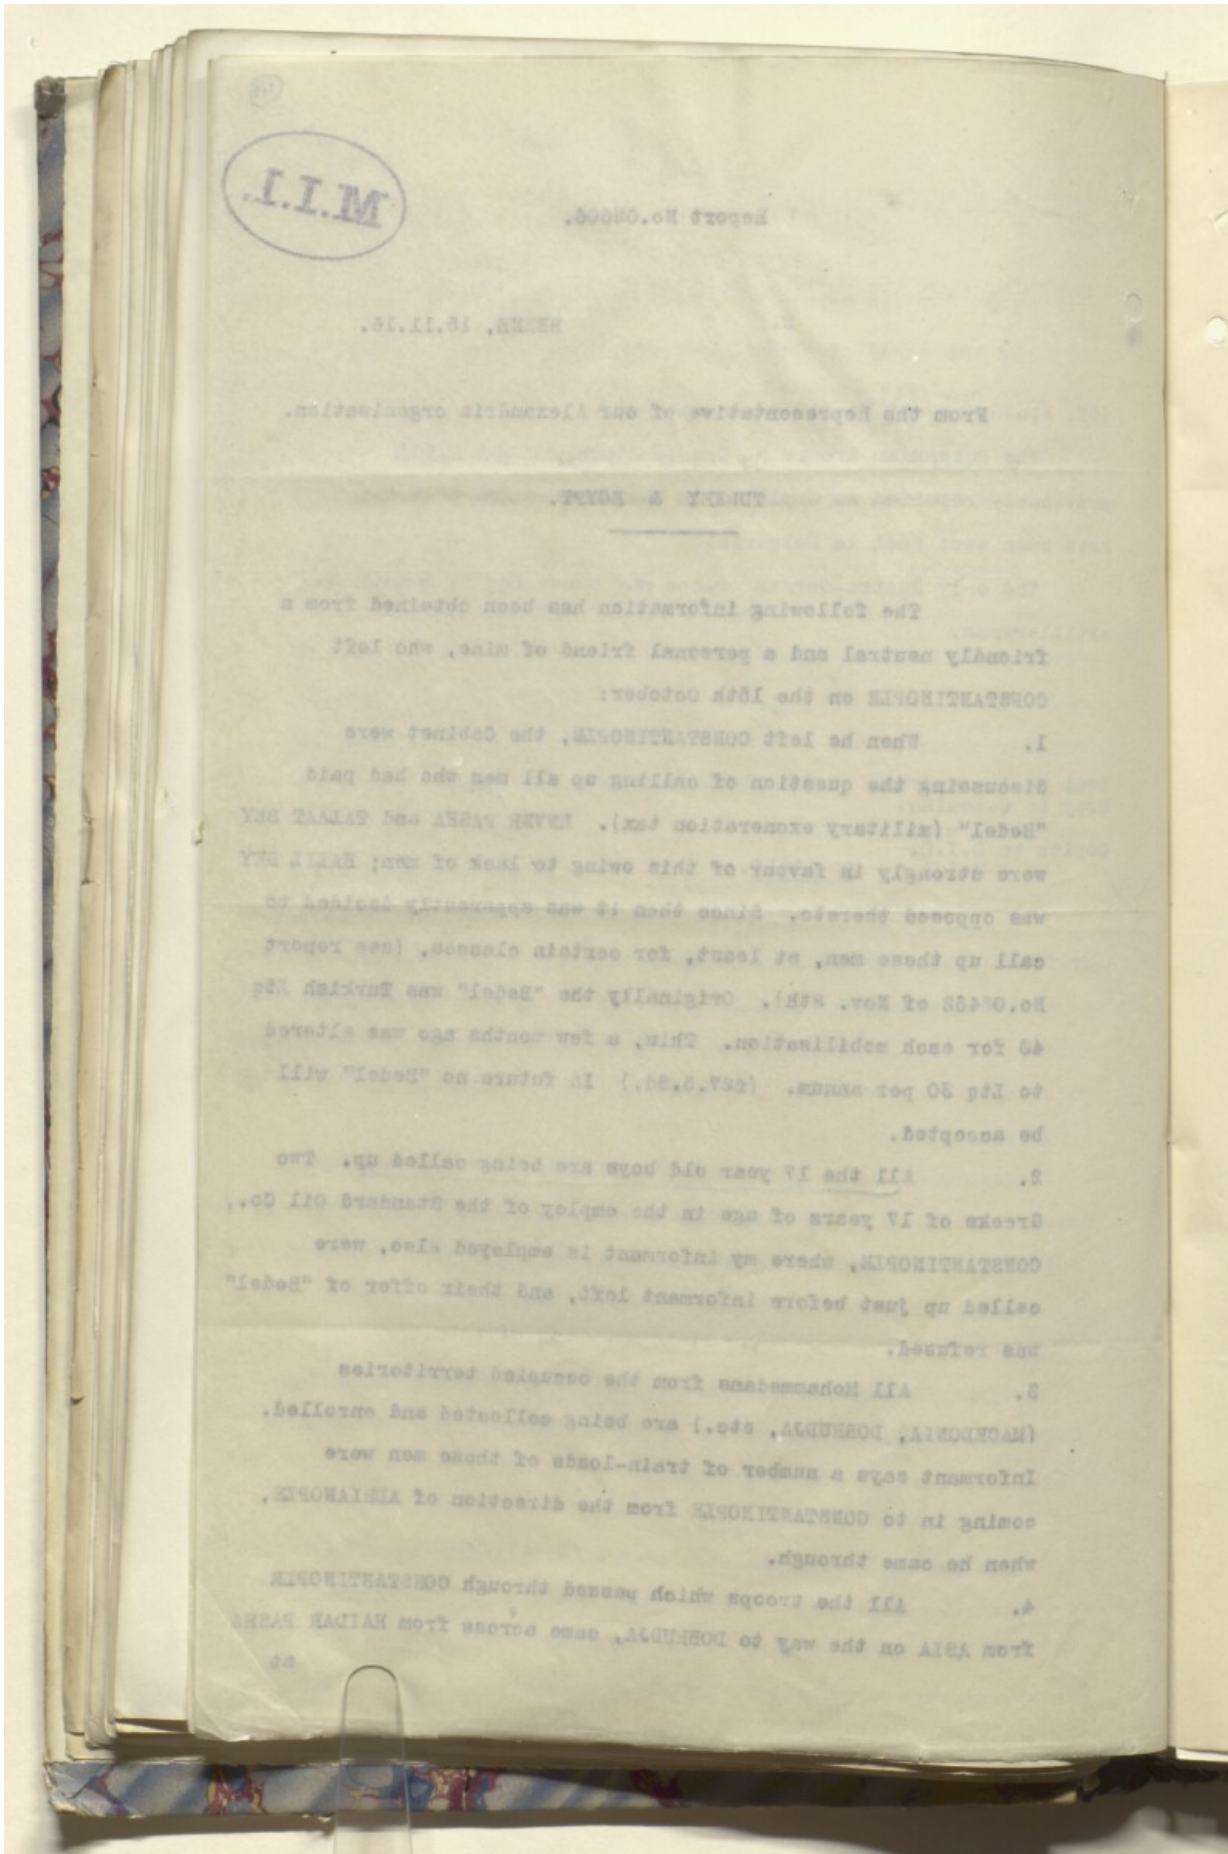 M.I.1.
Report No.
BERNE, 16.11.16.
From the Representative of our Alexandria organisation.
TURKEY & EGYPT.
The following information has been obtained from a
friendly neutral and a personal friend of mine, who left
CONSTANTINOPLE on the 15th October:
1. When he left CONSTANTINOPLE, the Cabinet were
discussing the question of calling up all men who had paid
"Bedel" (military exoneration tax). ENVER PASHA and TALAAT BEY
were strongly in favour of this owing to lack of men; HALIL BEY
was opposed thereto. Since then it was apparently decided to
call up these men, at least, for certain classes, (see report
of Nov. 8th). Originally the "Bedel" was Turkish Ltq
for each mobilisation. This, a few months ago was altered
to Ltq 30 per annum. In future no "Bedel" will
be accepted.
2. All the 17 year old boys are being called up. Two
Greeks of 17 years of age in the employ of the Standard Oil Co.,
CONSTANTINOPLE, where my informant is employed also, were
called up just before informant left, and their offer of "Bedel"
was refused.
3. All Mohammedans from the occupied territories
(MACEDONIA, DOBRUDJA, etc.) are being collected and enrolled.
Informant says a number of train-loads of those men were
coming in to CONSTANTINOPLE from the direction of ADRIANOPLE,
when he came through.
4. All the troops which passed through CONSTANTINOPLE
from ASIA on the way to DOBRUDJA, came across from HAIDAR PASHA
at